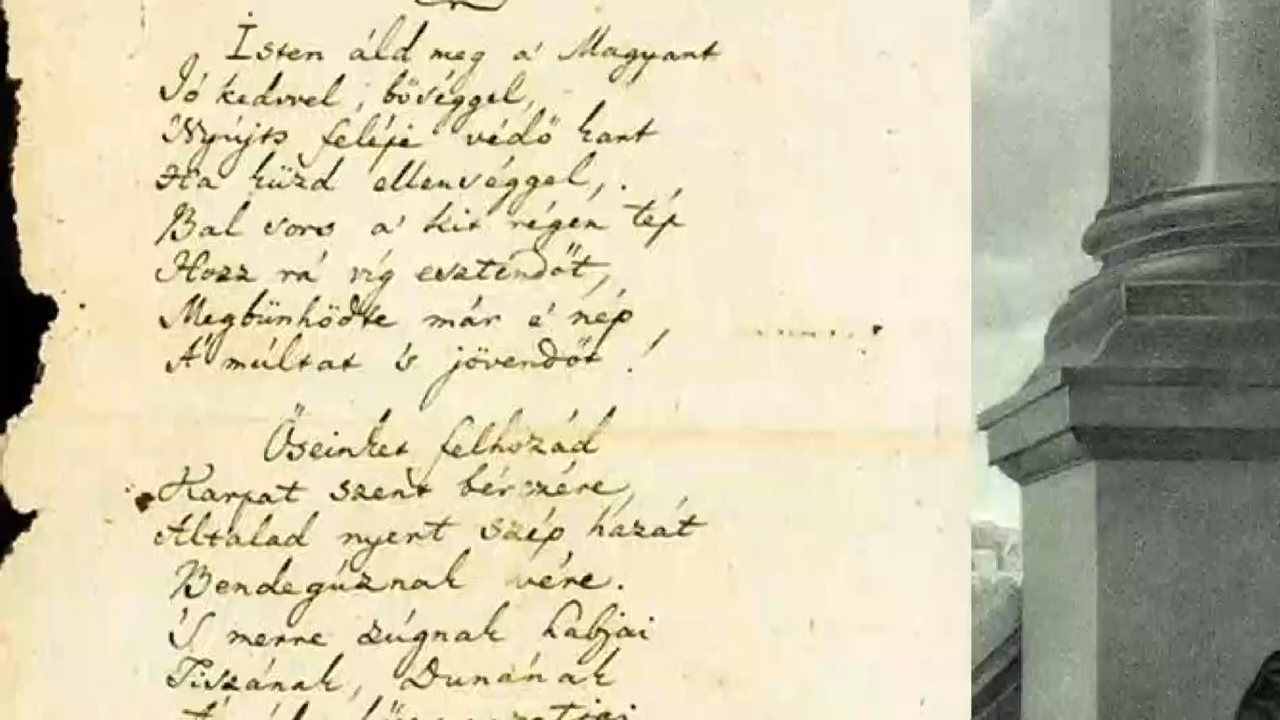 Isten áld meg a' Magyart
Jó kedvvel, bőséggel,
Nyújts feléje védő kart
Ha küzd ellenséggel,
Bal sors a' kit régen tép
Hozz rá víg esztendőt,
Megbünhődte már e' nép
A' múltat 's jövendőt!
Őseinket felhozád
Kárpát szent bérczére,
Általad nyert szép hazát
Bendegúznak vére.
'S merre zúgnak habjai
Tiszának, Dunának